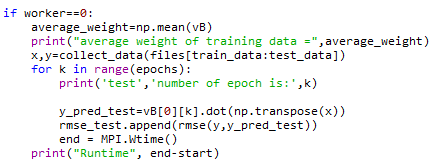 if worker==0:
    average_weight=np.mean(vB)
    print("average weight of training data =",average_weight)
    x,y=collect_data(files[train_data:test_data])
    for k in range(epochs):
        print('test','number of epoch is:',k)

        y_pred_test=vB[0][k].dot(np.transpose(x))
        rmse_test.append(rmse(y,y_pred_test))
        end = MPI.Wtime()
    print("Runtime", end-start)